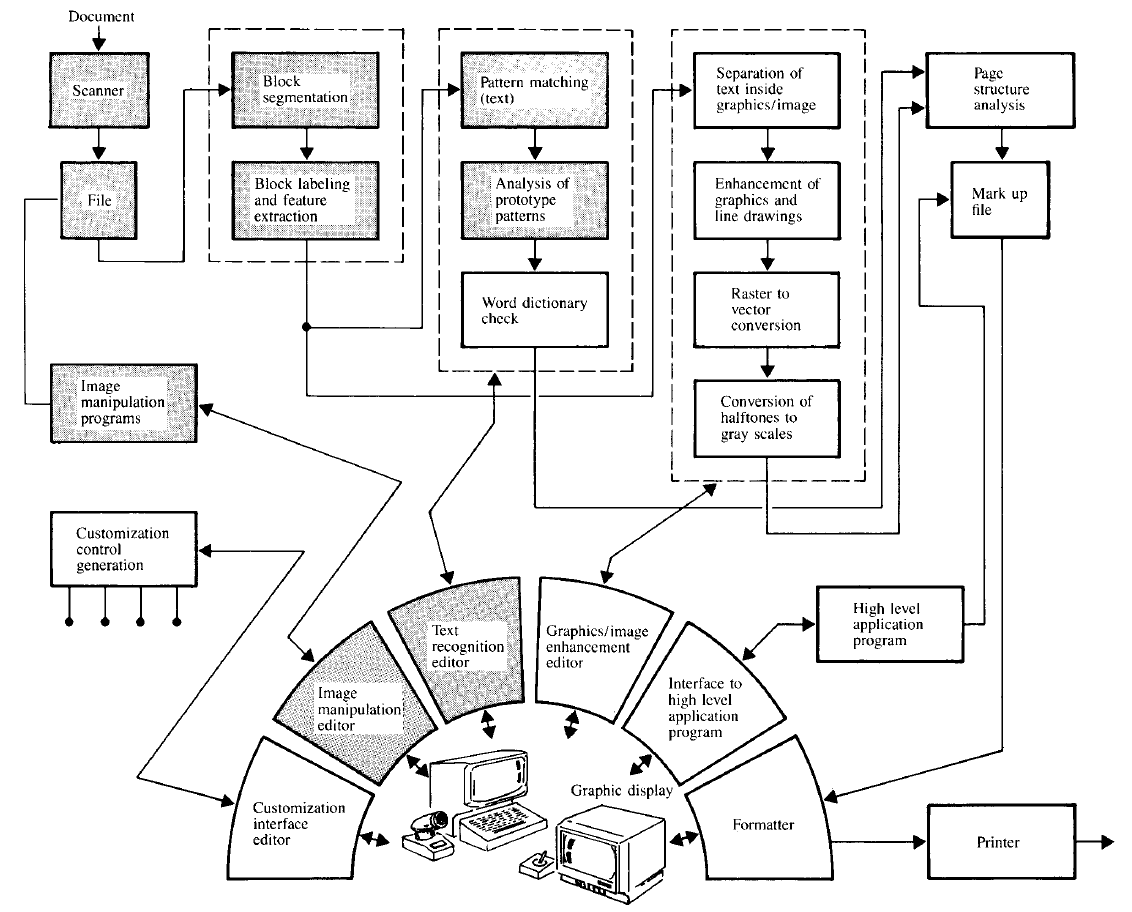 Document
Scanner
File
Block
segmentation
Block labeling
and feature
extraction
Pattern matching
(text)
Analysis of
prototype
patterns
Word dictionary
check
Separation of
text inside
graphics/image
Enhancement of
graphics and
line drawings
Raster to
vector
conversion
Conversion of
halftones to
gray scales
Page
structure
analysis
Mark up
file
Image
manipulation
programs
Customization
control
generation
High level
application
program
Customization
interface
editor
Image
manipulation
editor
Text
recognition
editor
Graphics/image
enhancement
editor
Interface to
high level
application
program
Formatter
Graphic display
Printer